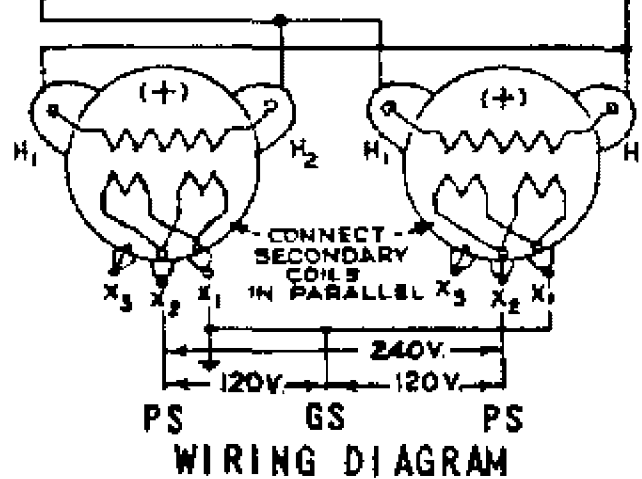 (+) (+)
H₁ H₂ H₁ H
CONNECT
SECONDARY
COILS
IN PARALLEL
X₃ X₂ X₁ X₃ X₂ X₁
240V.
120V. 120V.
PS GS PS
WIRING DIAGRAM